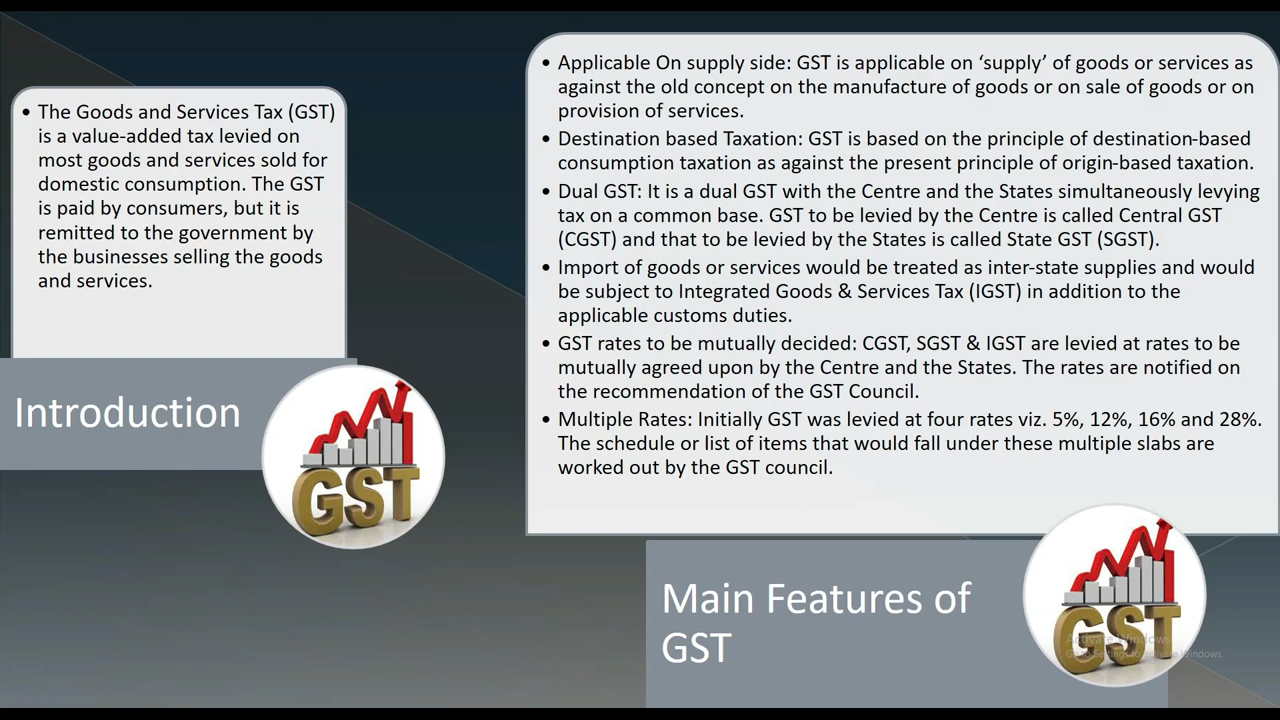 • The Goods and Services Tax (GST)
is a value-added tax levied on
most goods and services sold for
domestic consumption. The GST
is paid by consumers, but it is
remitted to the government by
the businesses selling the goods
and services.
Introduction
GST
• Applicable On supply side: GST is applicable on ‘supply’ of goods or services as
against the old concept on the manufacture of goods or on sale of goods or on
provision of services.
• Destination based Taxation: GST is based on the principle of destination-based
consumption taxation as against the present principle of origin-based taxation.
• Dual GST: It is a dual GST with the Centre and the States simultaneously levying
tax on a common base. GST to be levied by the Centre is called Central GST
(CGST) and that to be levied by the States is called State GST (SGST).
• Import of goods or services would be treated as inter-state supplies and would
be subject to Integrated Goods & Services Tax (IGST) in addition to the
applicable customs duties.
• GST rates to be mutually decided: CGST, SGST & IGST are levied at rates to be
mutually agreed upon by the Centre and the States. The rates are notified on
the recommendation of the GST Council.
• Multiple Rates: Initially GST was levied at four rates viz. 5%, 12%, 16% and 28%.
The schedule or list of items that would fall under these multiple slabs are
worked out by the GST council.
Main Features of
GST
GST
Activate Windows
Go to Settings to activate Windows.